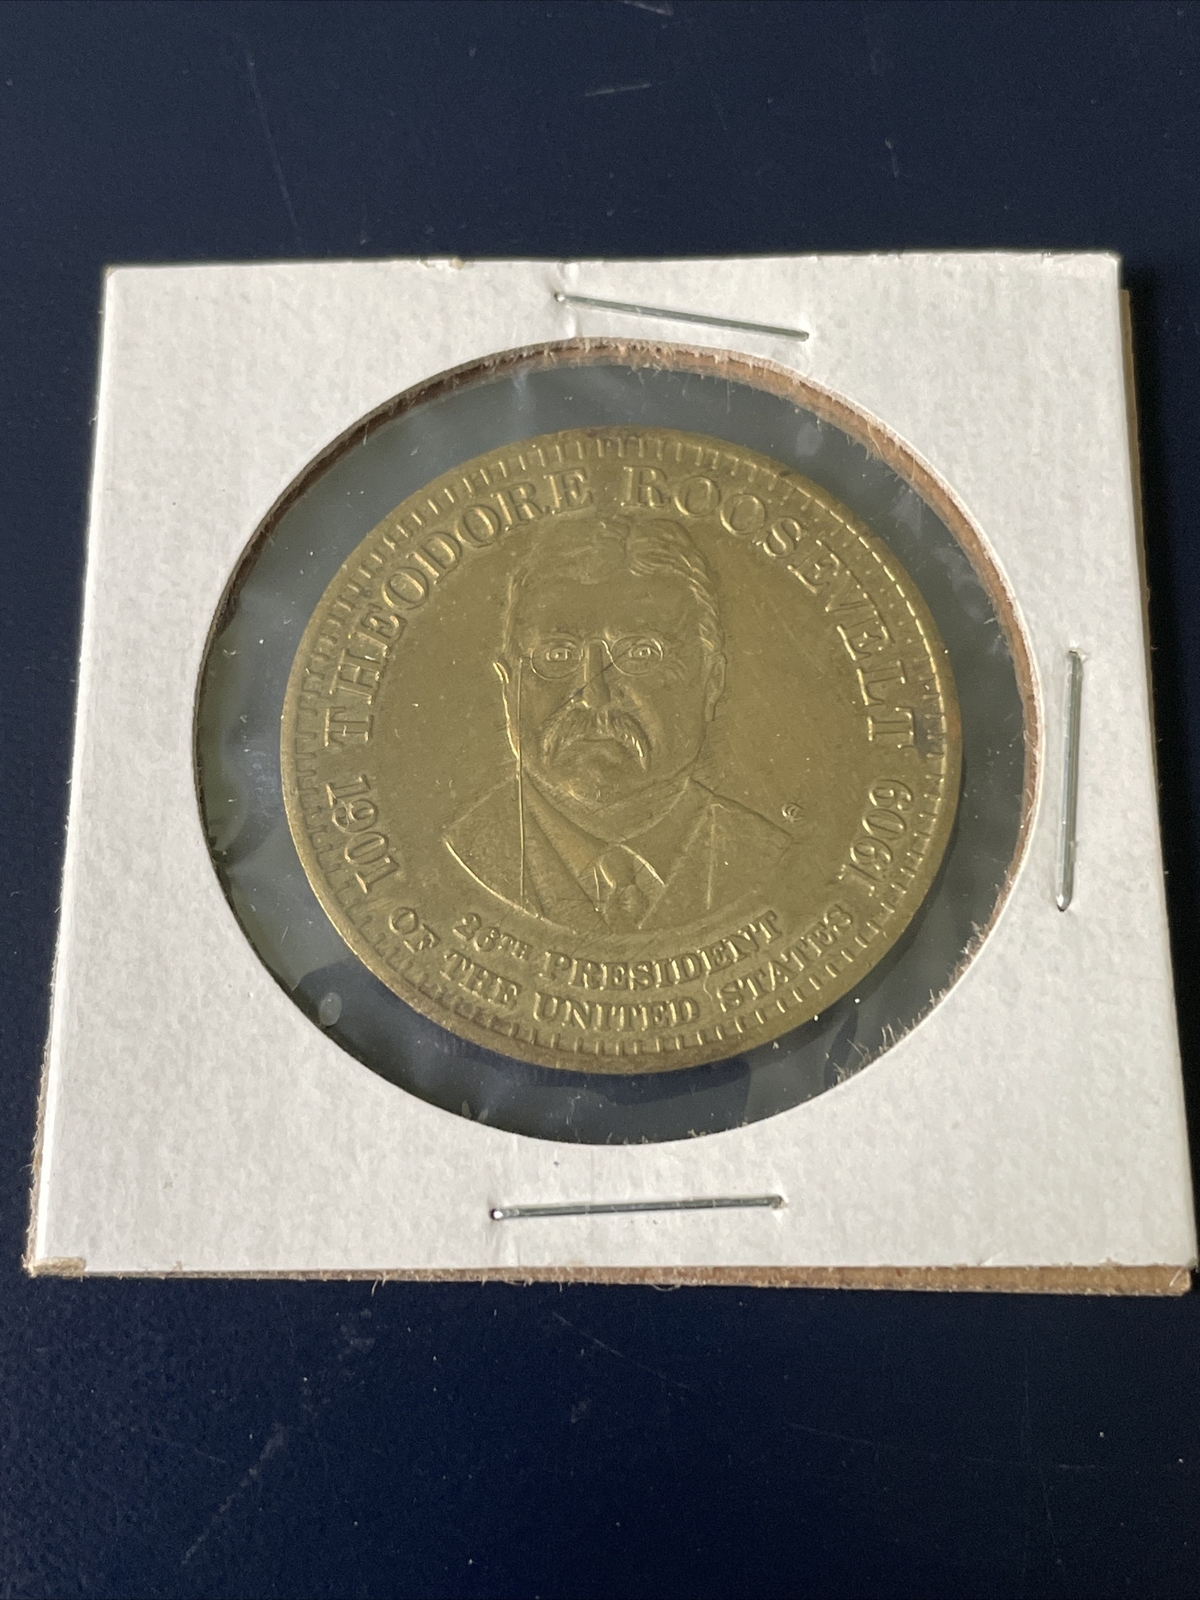 1901 THEODORE ROOSEVELT 1909
26TH PRESIDENT
OF THE UNITED STATES